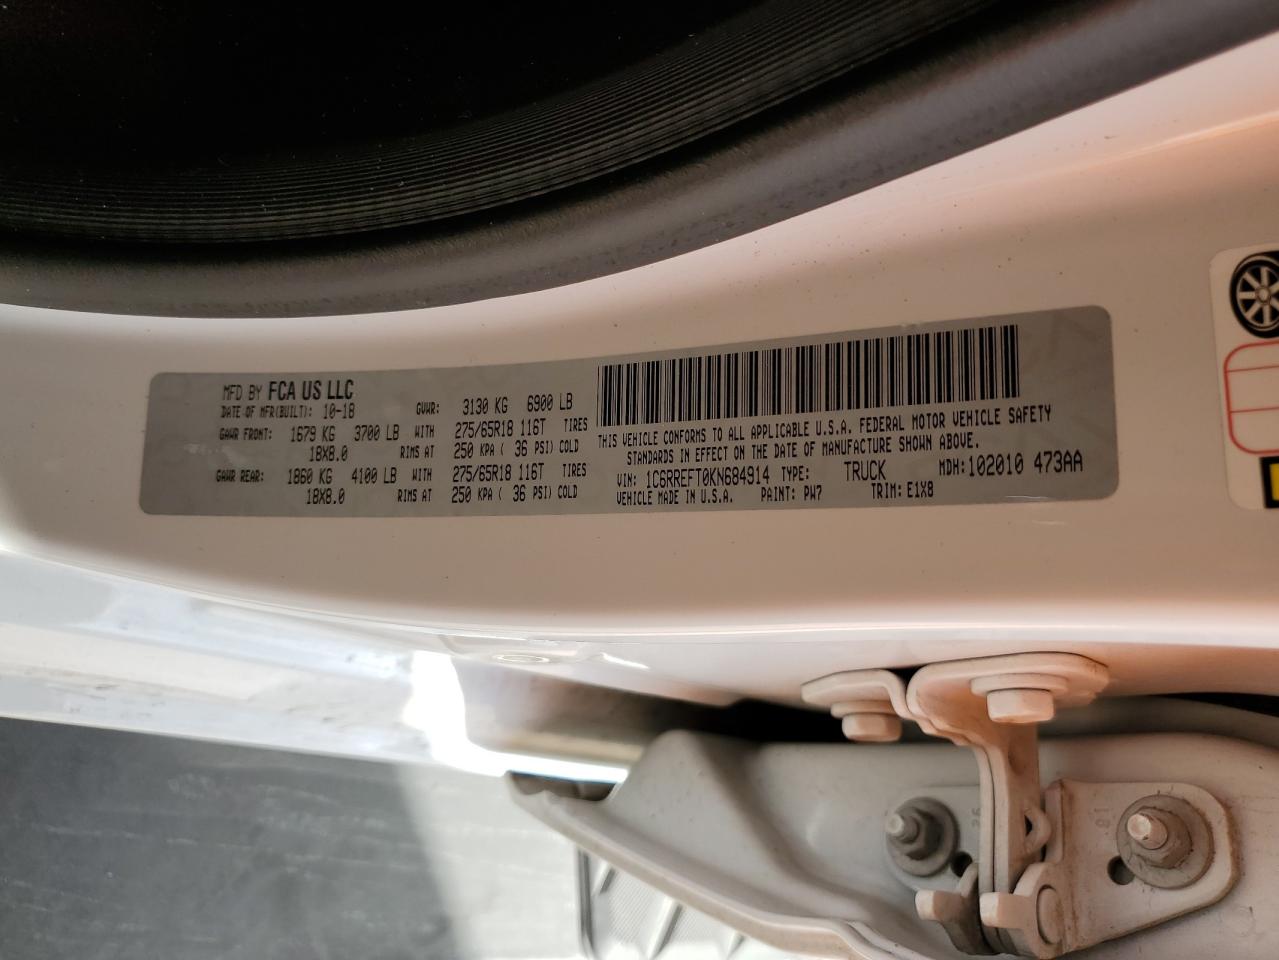 MFD BY FCA US LLC
DATE OF MFR(BUILT): 10-18 GVWR: 3130 KG 6900 LB
GAWR FRONT: 1679 KG 3700 LB WITH 275/65R18 116T TIRES
18X8.0 RIMS AT 250 KPA ( 36 PSI) COLD
GAWR REAR: 1860 KG 4100 LB WITH 275/65R18 116T TIRES
18X8.0 RIMS AT 250 KPA ( 36 PSI) COLD
THIS VEHICLE CONFORMS TO ALL APPLICABLE U.S.A. FEDERAL MOTOR VEHICLE SAFETY
STANDARDS IN EFFECT ON THE DATE OF MANUFACTURE SHOWN ABOVE.
VIN: 1C6RREFT0KN684914 TYPE: TRUCK MDH:102010 473AA
VEHICLE MADE IN U.S.A. PAINT: PW7 TRIM: E1X8